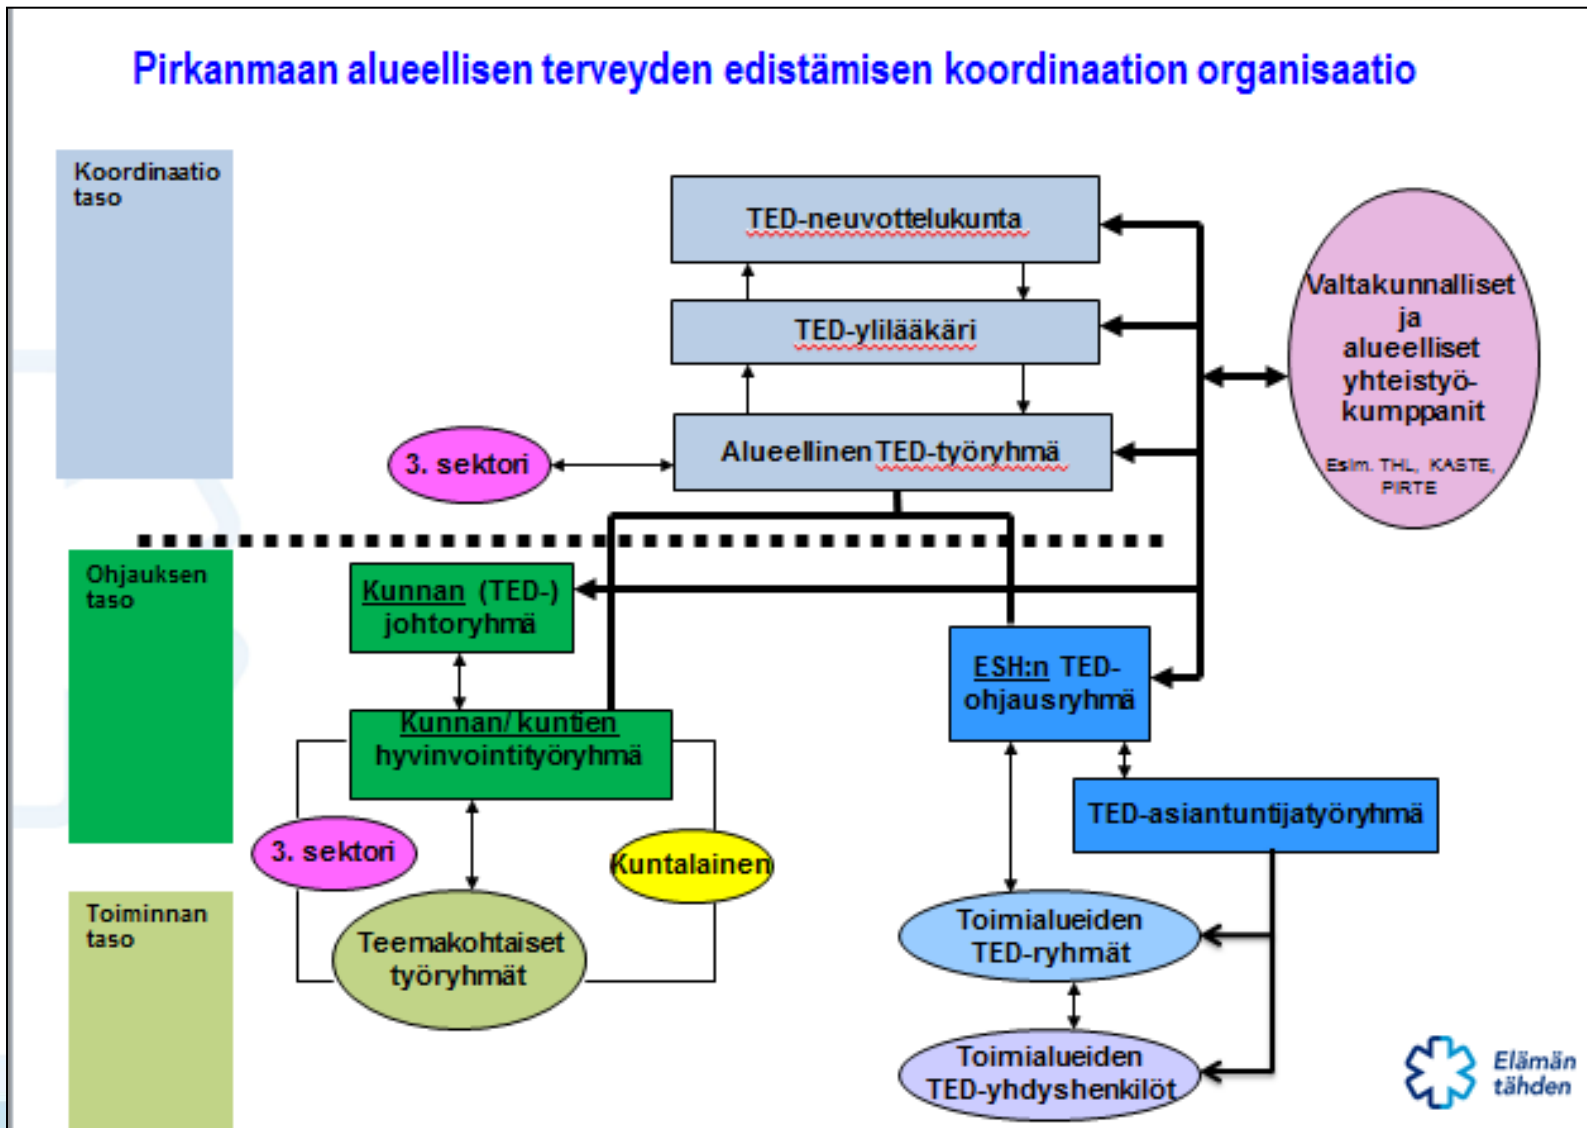 Pirkanmaan alueellisen terveyden edistämisen koordinaation organisaatio
Koordinaatio
taso
TED-neuvottelukunta
TED-ylilääkäri
Alueellinen TED-työryhmä
3. sektori
Valtakunnalliset
ja
alueelliset
yhteistyö-
kumppanit
Esim. THL, KASTE,
PIRTE
Ohjauksen
taso
Kunnan (TED-)
johtoryhmä
Kunnan/ kuntien
hyvinvointityöryhmä
ESH:n TED-
ohjausryhmä
TED-asiantuntijatyöryhmä
3. sektori
Kuntalainen
Toiminnan
taso
Teemakohtaiset
työryhmät
Toimialueiden
TED-ryhmät
Toimialueiden
TED-yhdyshenkilöt
Elämän
tähden